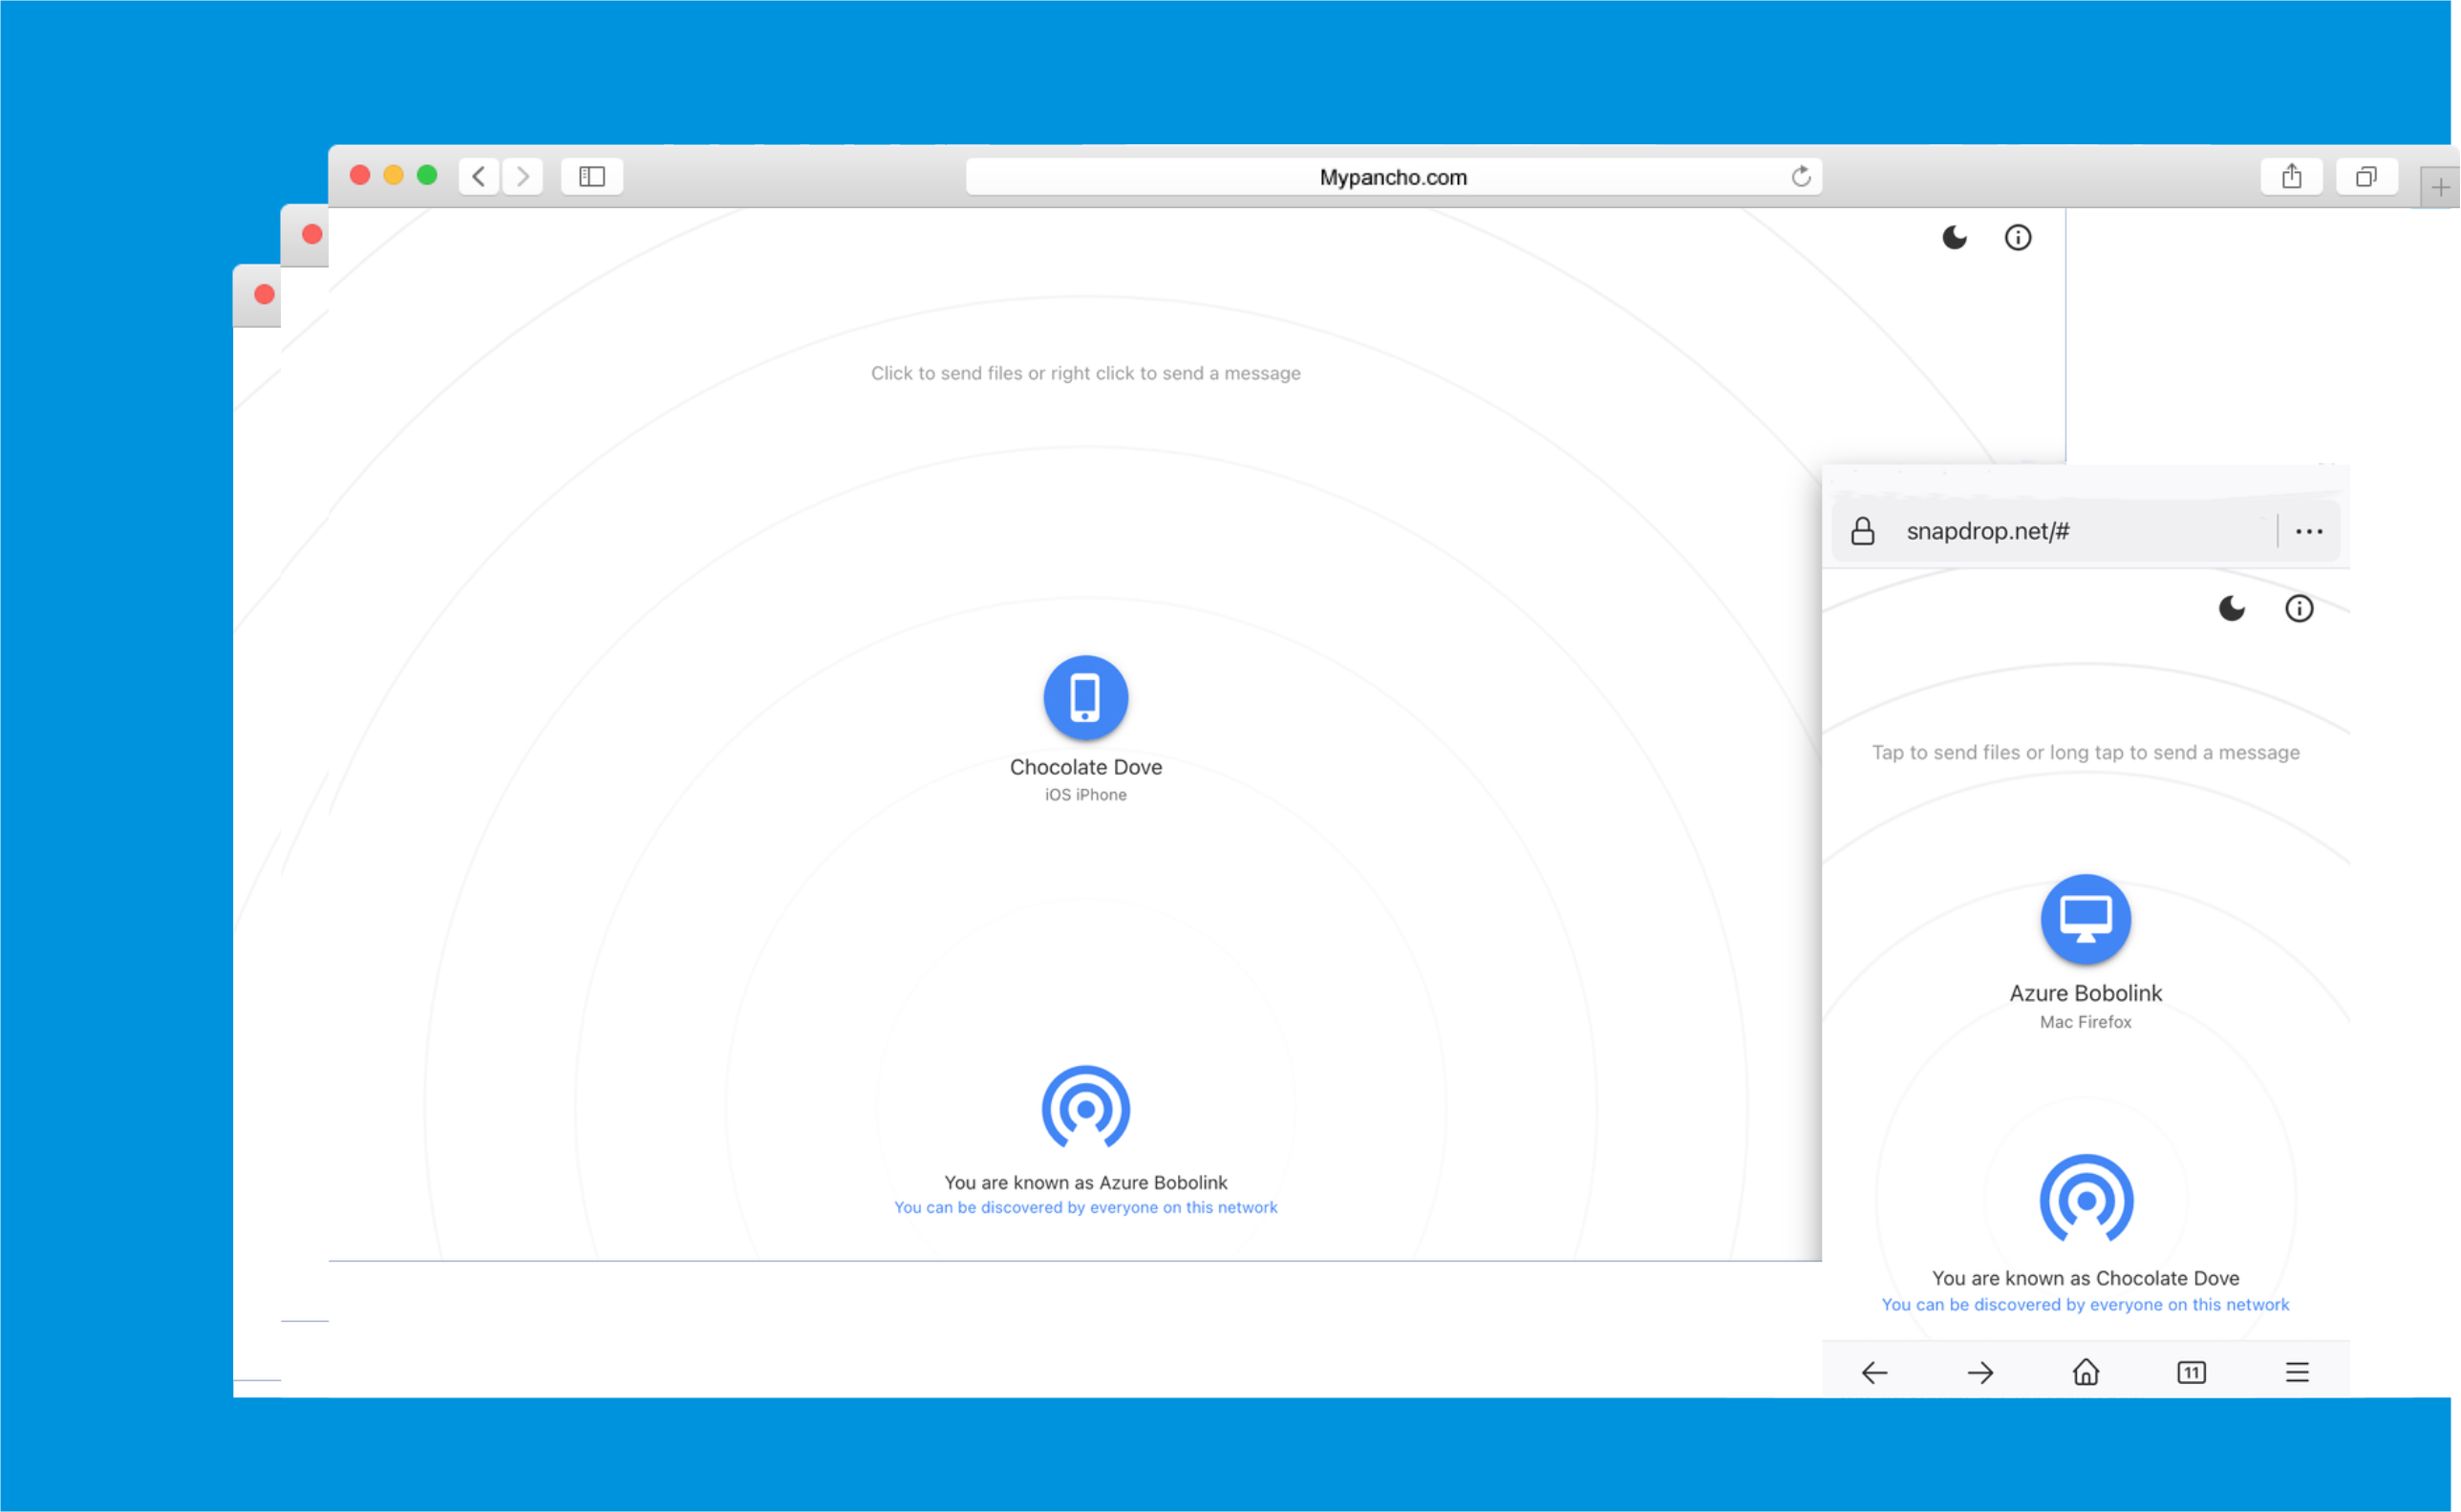 Mypancho.com
Click to send files or right click to send a message
Chocolate Dove
iOS iPhone
You are known as Azure Bobolink
You can be discovered by everyone on this network
snapdrop.net/#
Tap to send files or long tap to send a message
Azure Bobolink
Mac Firefox
You are known as Chocolate Dove
You can be discovered by everyone on this network
11